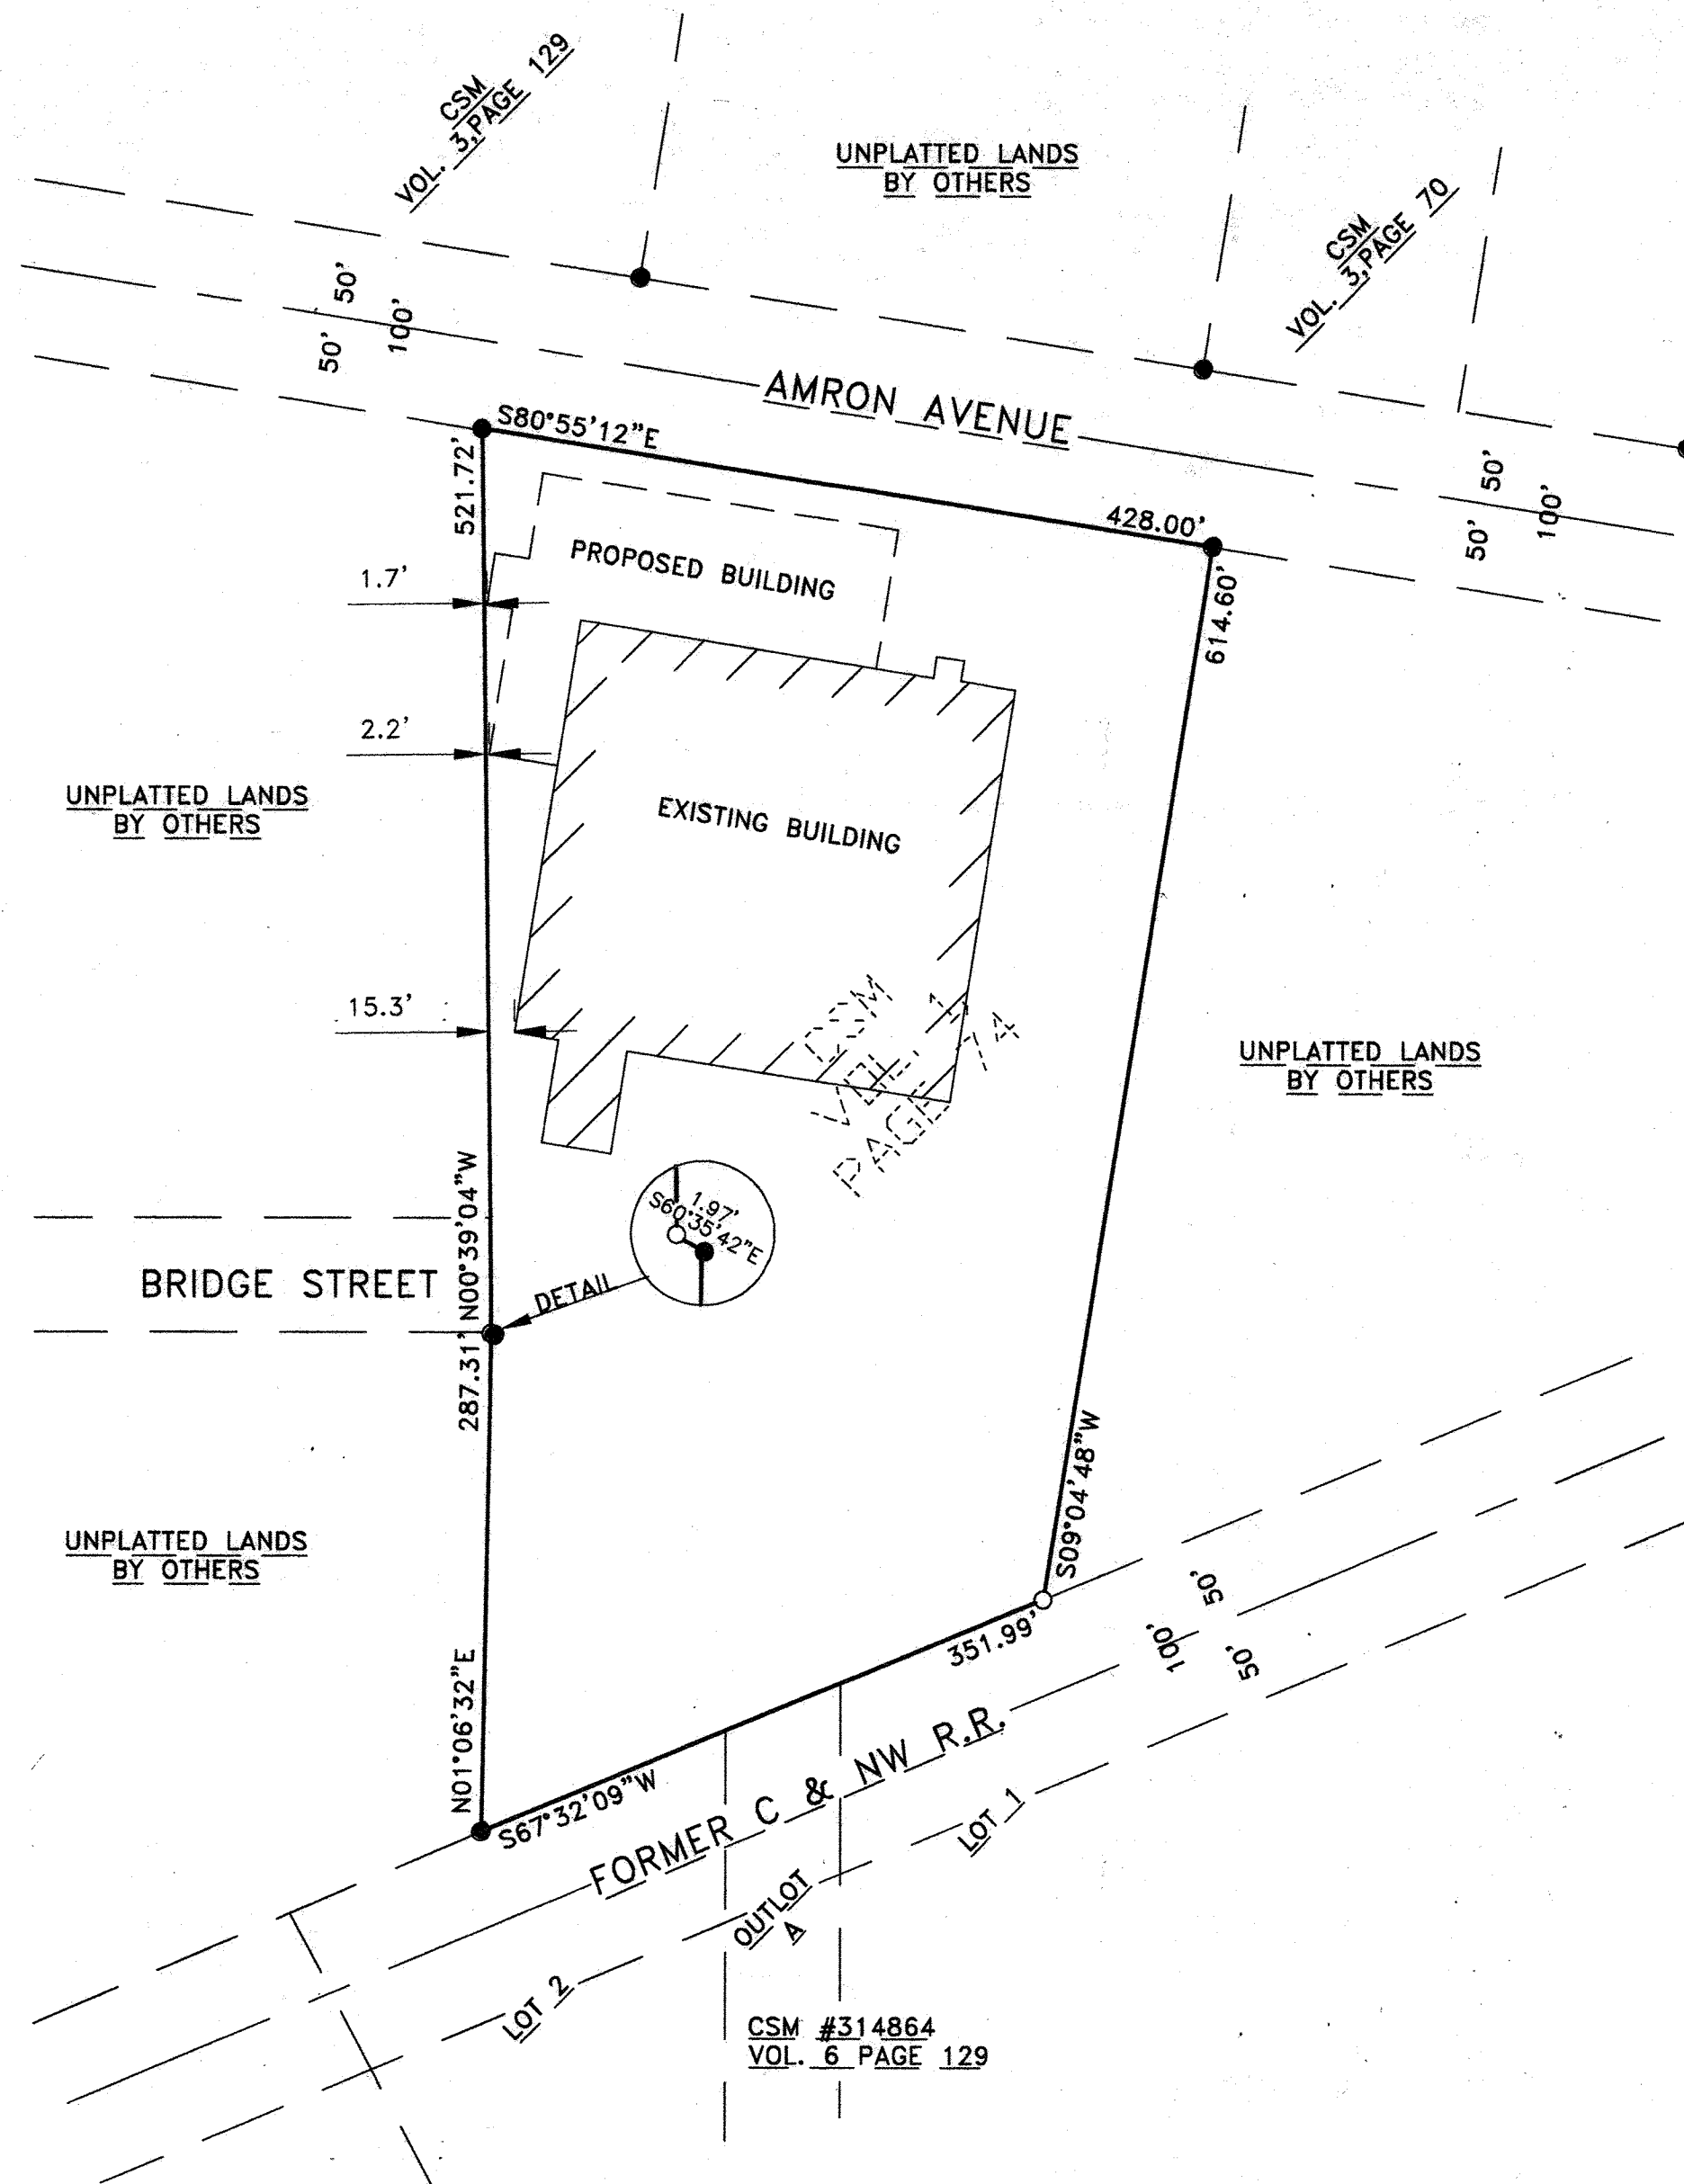 CSM
VOL. 3,PAGE 129
UNPLATTED LANDS
BY OTHERS
CSM
VOL. 3,PAGE 70
50'
50'
100'
AMRON AVENUE
50'
50'
100'
S80°55'12"E
428.00'
521.72'
614.60'
PROPOSED BUILDING
1.7'
2.2'
UNPLATTED LANDS
BY OTHERS
EXISTING BUILDING
15.3'
CSM
VOL. 1
PAGE 174
UNPLATTED LANDS
BY OTHERS
N00°39'04"W
1.97'
S60°35'42"E
BRIDGE STREET
DETAIL
287.31'
S09°04'48"W
UNPLATTED LANDS
BY OTHERS
50'
100'
50'
351.99'
N01°06'32"E
S67°32'09"W
FORMER C & NW R.R.
LOT 1
OUTLOT
A
LOT 2
CSM #314864
VOL. 6 PAGE 129